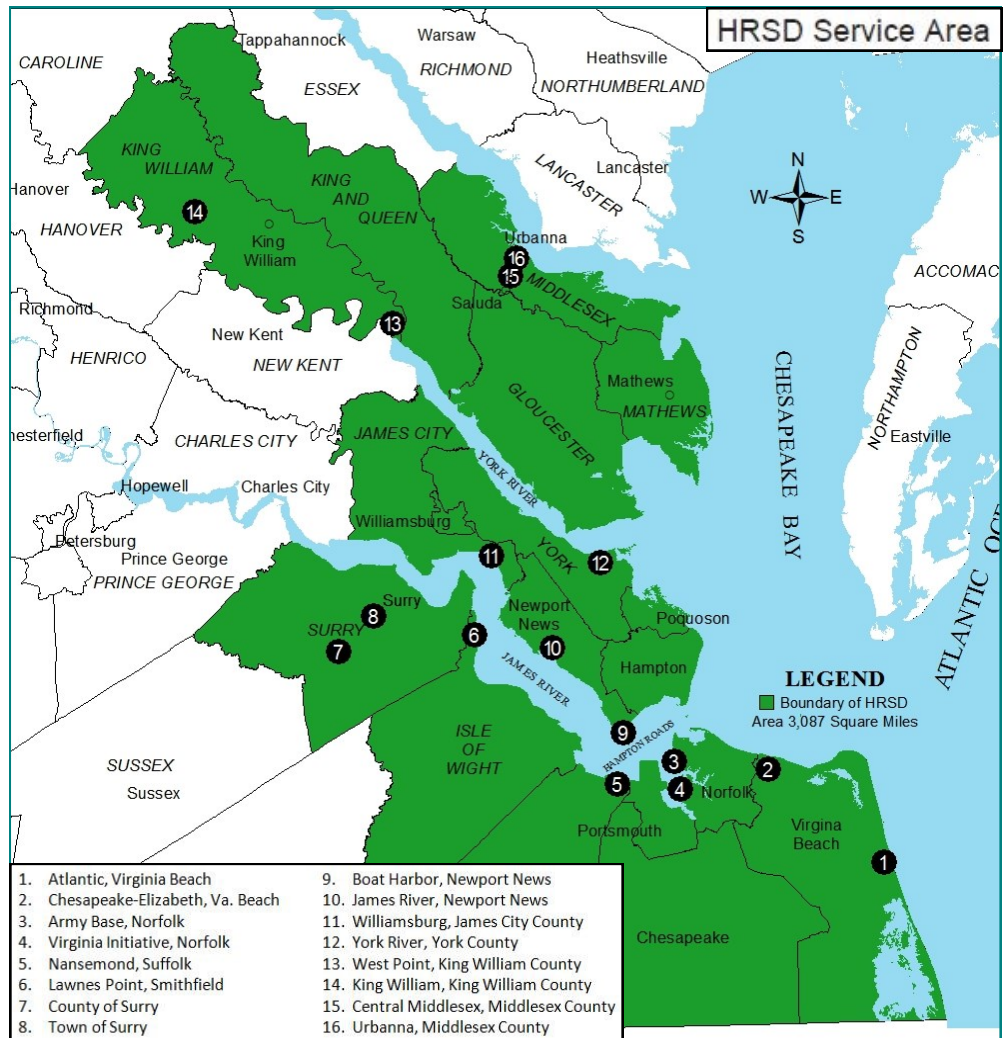 HRSD Service Area
Tappahannock
Warsaw
RICHMOND
Heathsville
NORTHUMBERLAND
CAROLINE
ESSEX
LANCASTER
Lancaster
KING
WILLIAM
KING
AND
QUEEN
N
W E
S
Hanover
HANOVER
14
King
William
Urbanna
16
15
MIDDLESEX
ACCOMAC
Saluda
Richmond
HENRICO
New Kent
NEW KENT
13
Mathews
MATHEWS
GLOUCESTER
CHESAPEAKE BAY
NORTHAMPTON
Eastville
hesterfield
CHARLES CITY
JAMES CITY
YORK RIVER
Hopewell
Charles City
Williamsburg
Petersburg
Prince George
PRINCE GEORGE
11
YORK
12
ATLANTIC OCE
Surry
8
SURRY
7
6
Newport
News
10
Poquoson
Hampton
JAMES RIVER
LEGEND
Boundary of HRSD
Area 3,087 Square Miles
9
HAMPTON ROADS
ISLE
OF
WIGHT
SUSSEX
Sussex
3
2
5
4
Norfolk
Portsmouth
Virgina
Beach
1
Chesapeake
1. Atlantic, Virginia Beach
2. Chesapeake-Elizabeth, Va. Beach
3. Army Base, Norfolk
4. Virginia Initiative, Norfolk
5. Nansemond, Suffolk
6. Lawnes Point, Smithfield
7. County of Surry
8. Town of Surry
9. Boat Harbor, Newport News
10. James River, Newport News
11. Williamsburg, James City County
12. York River, York County
13. West Point, King William County
14. King William, King William County
15. Central Middlesex, Middlesex County
16. Urbanna, Middlesex County